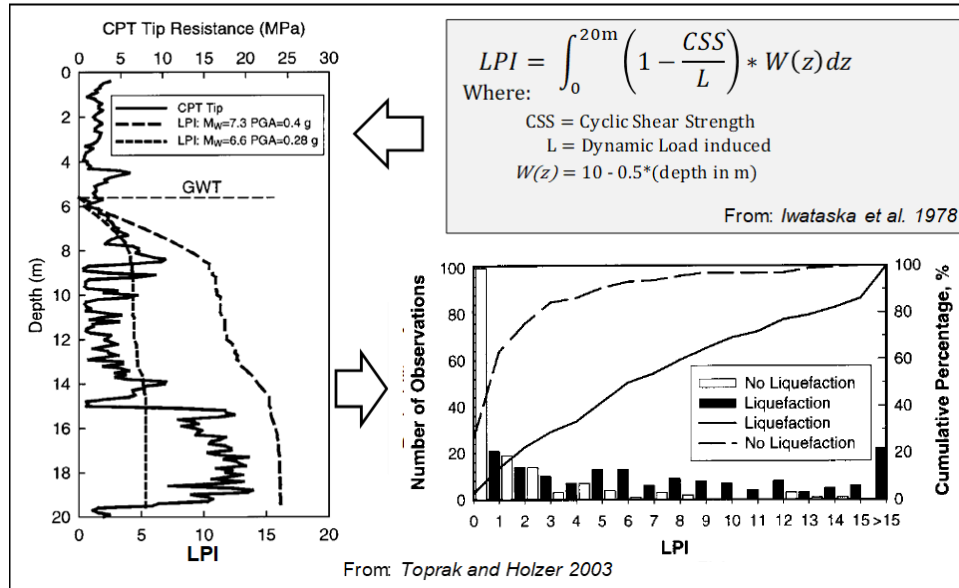 CPT Tip Resistance (MPa)
0 10 20 30
0
2
4
6
8
10
12
14
16
18
20
Depth (m)
CPT Tip
LPI: Mw=7.3 PGA=0.4 g
LPI: Mw=6.6 PGA=0.28 g
GWT
0 5 10 15 20
LPI
LPI = ∫₀²⁰ᵐ (1 − CSS/L) * W(z)dz
Where:
CSS = Cyclic Shear Strength
L = Dynamic Load induced
W(z) = 10 - 0.5*(depth in m)
From: Iwataska et al. 1978
Number of Observations
100
80
60
40
20
0
No Liquefaction
Liquefaction
Liquefaction
No Liquefaction
100
80
60
40
20
0
Cumulative Percentage, %
0 1 2 3 4 5 6 7 8 9 10 11 12 13 14 15 >15
LPI
From: Toprak and Holzer 2003